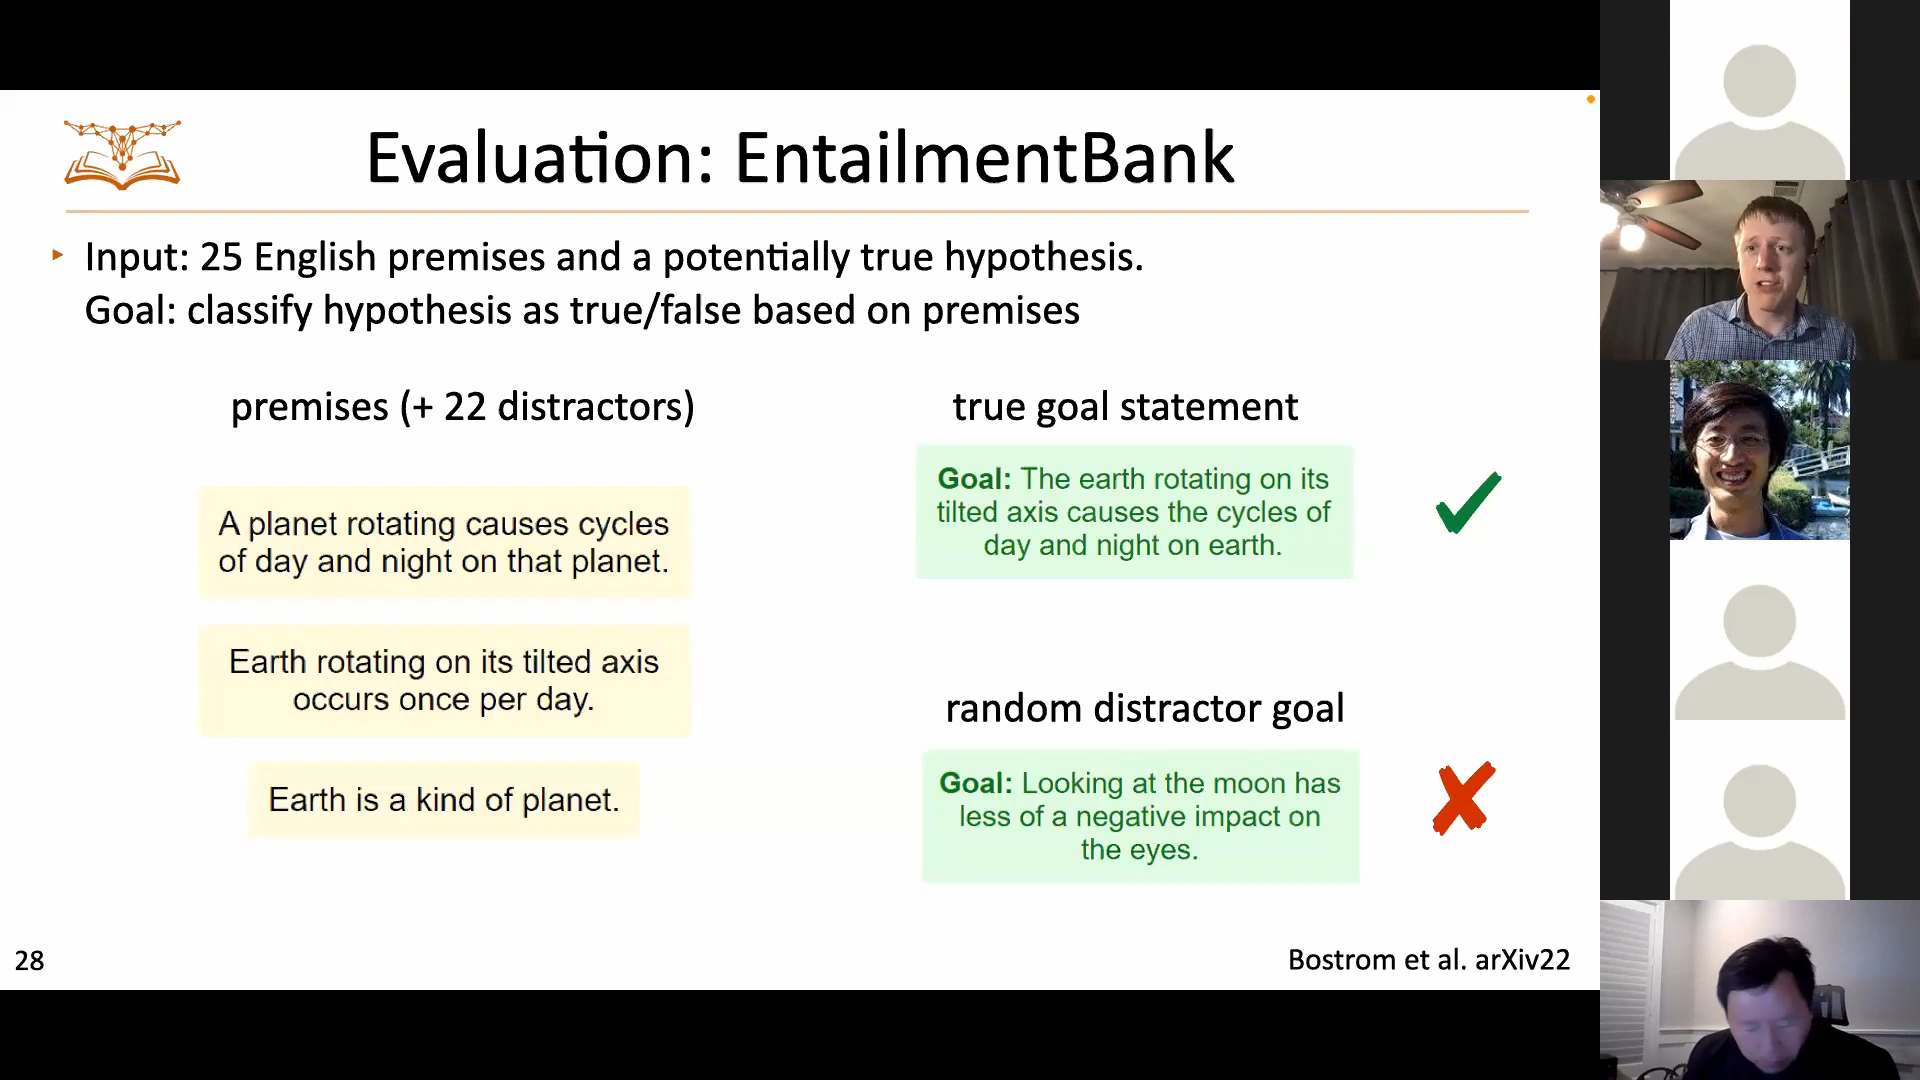 Evaluation: EntailmentBank
Input: 25 English premises and a potentially true hypothesis.
Goal: classify hypothesis as true/false based on premises
premises (+ 22 distractors)
A planet rotating causes cycles
of day and night on that planet.
Earth rotating on its tilted axis
occurs once per day.
Earth is a kind of planet.
true goal statement
Goal: The earth rotating on its
tilted axis causes the cycles of
day and night on earth.
random distractor goal
Goal: Looking at the moon has
less of a negative impact on
the eyes.
28
Bostrom et al. arXiv22